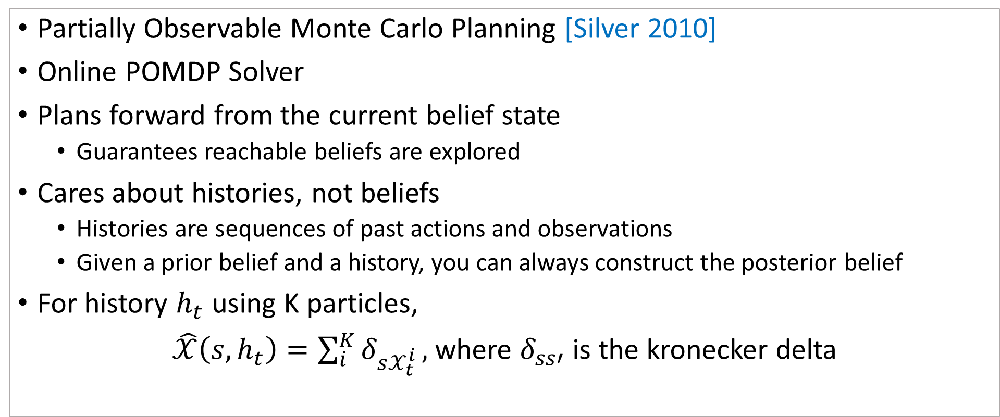 • Partially Observable Monte Carlo Planning [Silver 2010]
• Online POMDP Solver
• Plans forward from the current belief state
• Guarantees reachable beliefs are explored
• Cares about histories, not beliefs
• Histories are sequences of past actions and observations
• Given a prior belief and a history, you can always construct the posterior belief
• For history $h_t$ using K particles,
$\widehat{\mathcal{X}}(s, h_t) = \sum_i^K \delta_{s\mathcal{X}_t^i}$, where $\delta_{ss'}$ is the kronecker delta